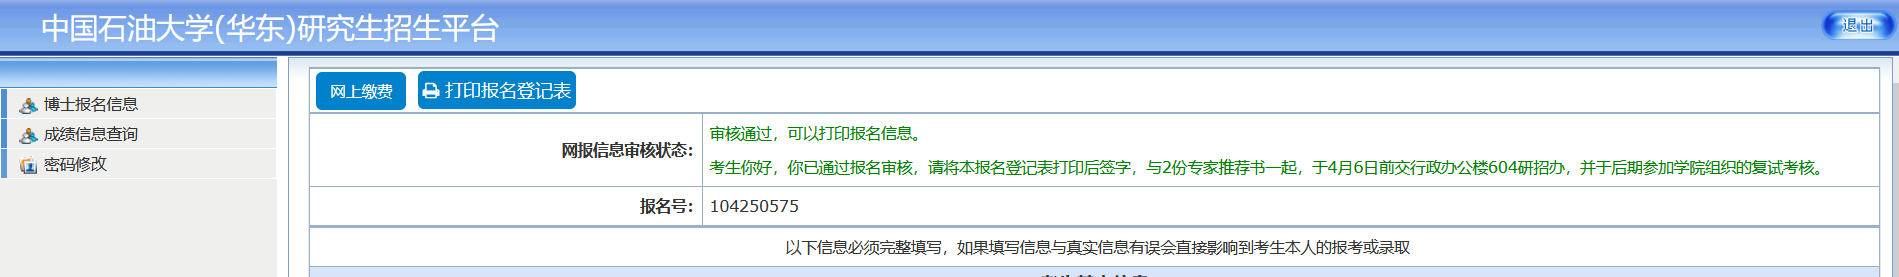 中国石油大学(华东)研究生招生平台
退出
博士报名信息
成绩信息查询
密码修改
网上缴费
打印报名登记表
网报信息审核状态:
审核通过，可以打印报名信息。
考生你好，你已通过报名审核，请将本报名登记表打印后签字，与2份专家推荐书一起，于4月6日前交行政办公楼604研招办，并于后期参加学院组织的复试考核。
报名号:
104250575
以下信息必须完整填写，如果填写信息与真实信息有误会直接影响到考生本人的报考或录取